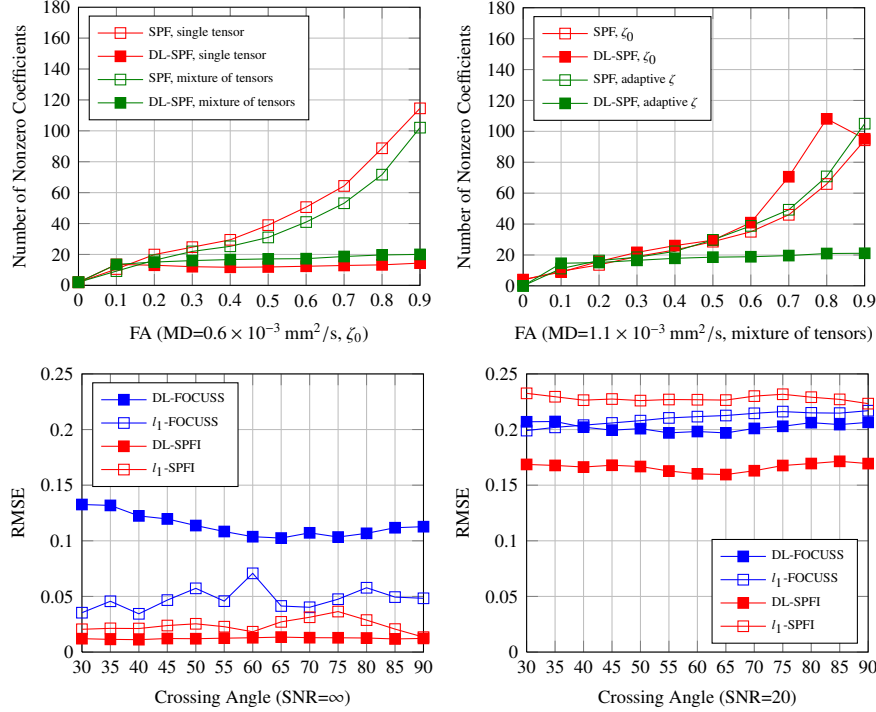 180
160
140
120
100
80
60
40
20
0
Number of Nonzero Coefficients
SPF, single tensor
DL-SPF, single tensor
SPF, mixture of tensors
DL-SPF, mixture of tensors
0 0.1 0.2 0.3 0.4 0.5 0.6 0.7 0.8 0.9
FA (MD=0.6 × 10⁻³ mm²/s, ζ₀)
180
160
140
120
100
80
60
40
20
0
Number of Nonzero Coefficients
SPF, ζ₀
DL-SPF, ζ₀
SPF, adaptive ζ
DL-SPF, adaptive ζ
0 0.1 0.2 0.3 0.4 0.5 0.6 0.7 0.8 0.9
FA (MD=1.1 × 10⁻³ mm²/s, mixture of tensors)
0.25
0.2
0.15
0.1
0.05
0
RMSE
DL-FOCUSS
l₁-FOCUSS
DL-SPFI
l₁-SPFI
30 35 40 45 50 55 60 65 70 75 80 85 90
Crossing Angle (SNR=∞)
0.25
0.2
0.15
0.1
0.05
0
RMSE
DL-FOCUSS
l₁-FOCUSS
DL-SPFI
l₁-SPFI
30 35 40 45 50 55 60 65 70 75 80 85 90
Crossing Angle (SNR=20)